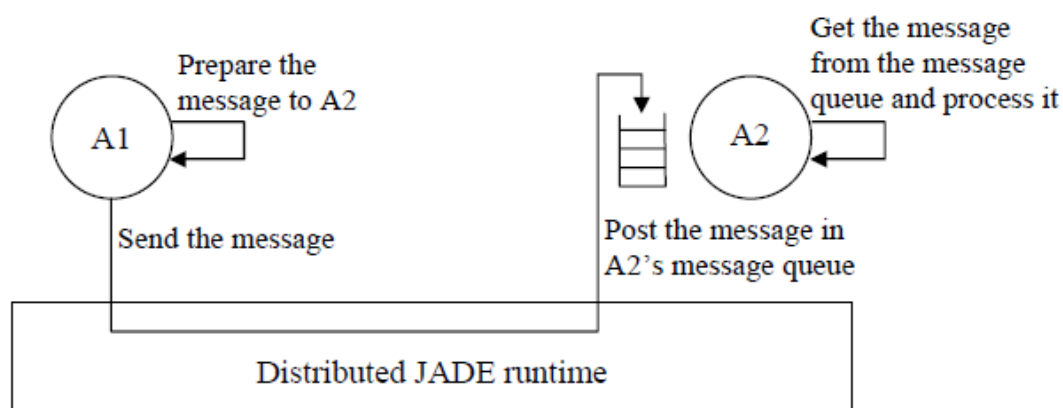 Prepare the
message to A2
A1
Send the message
Get the message
from the message
queue and process it
A2
Post the message in
A2's message queue
Distributed JADE runtime